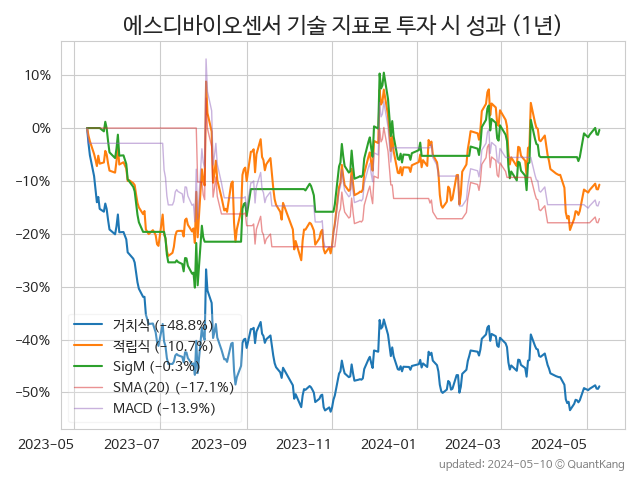 에스디바이오센서 기술 지표로 투자 시 성과 (1년)
10%
0%
−10%
−20%
−30%
−40%
−50%
거치식 (−48.8%)
적립식 (−10.7%)
SigM (−0.3%)
SMA(20) (−17.1%)
MACD (−13.9%)
2023-05 2023-07 2023-09 2023-11 2024-01 2024-03 2024-05
updated: 2024-05-10 © QuantKang